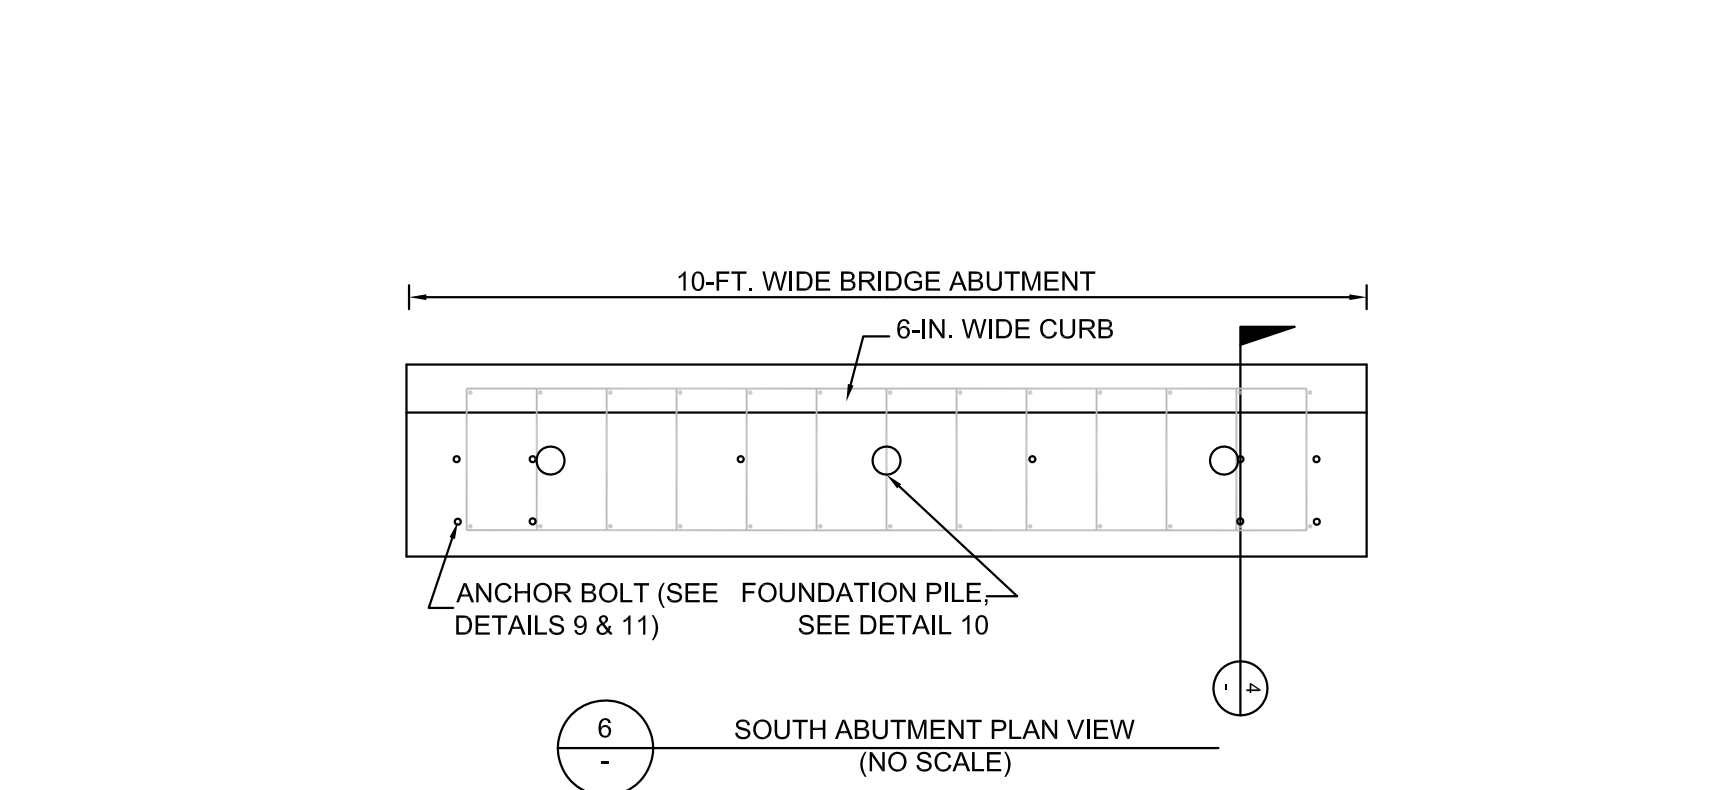 10-FT. WIDE BRIDGE ABUTMENT
6-IN. WIDE CURB
ANCHOR BOLT (SEE
DETAILS 9 & 11)
FOUNDATION PILE,
SEE DETAIL 10
4
-
6
-
SOUTH ABUTMENT PLAN VIEW
(NO SCALE)